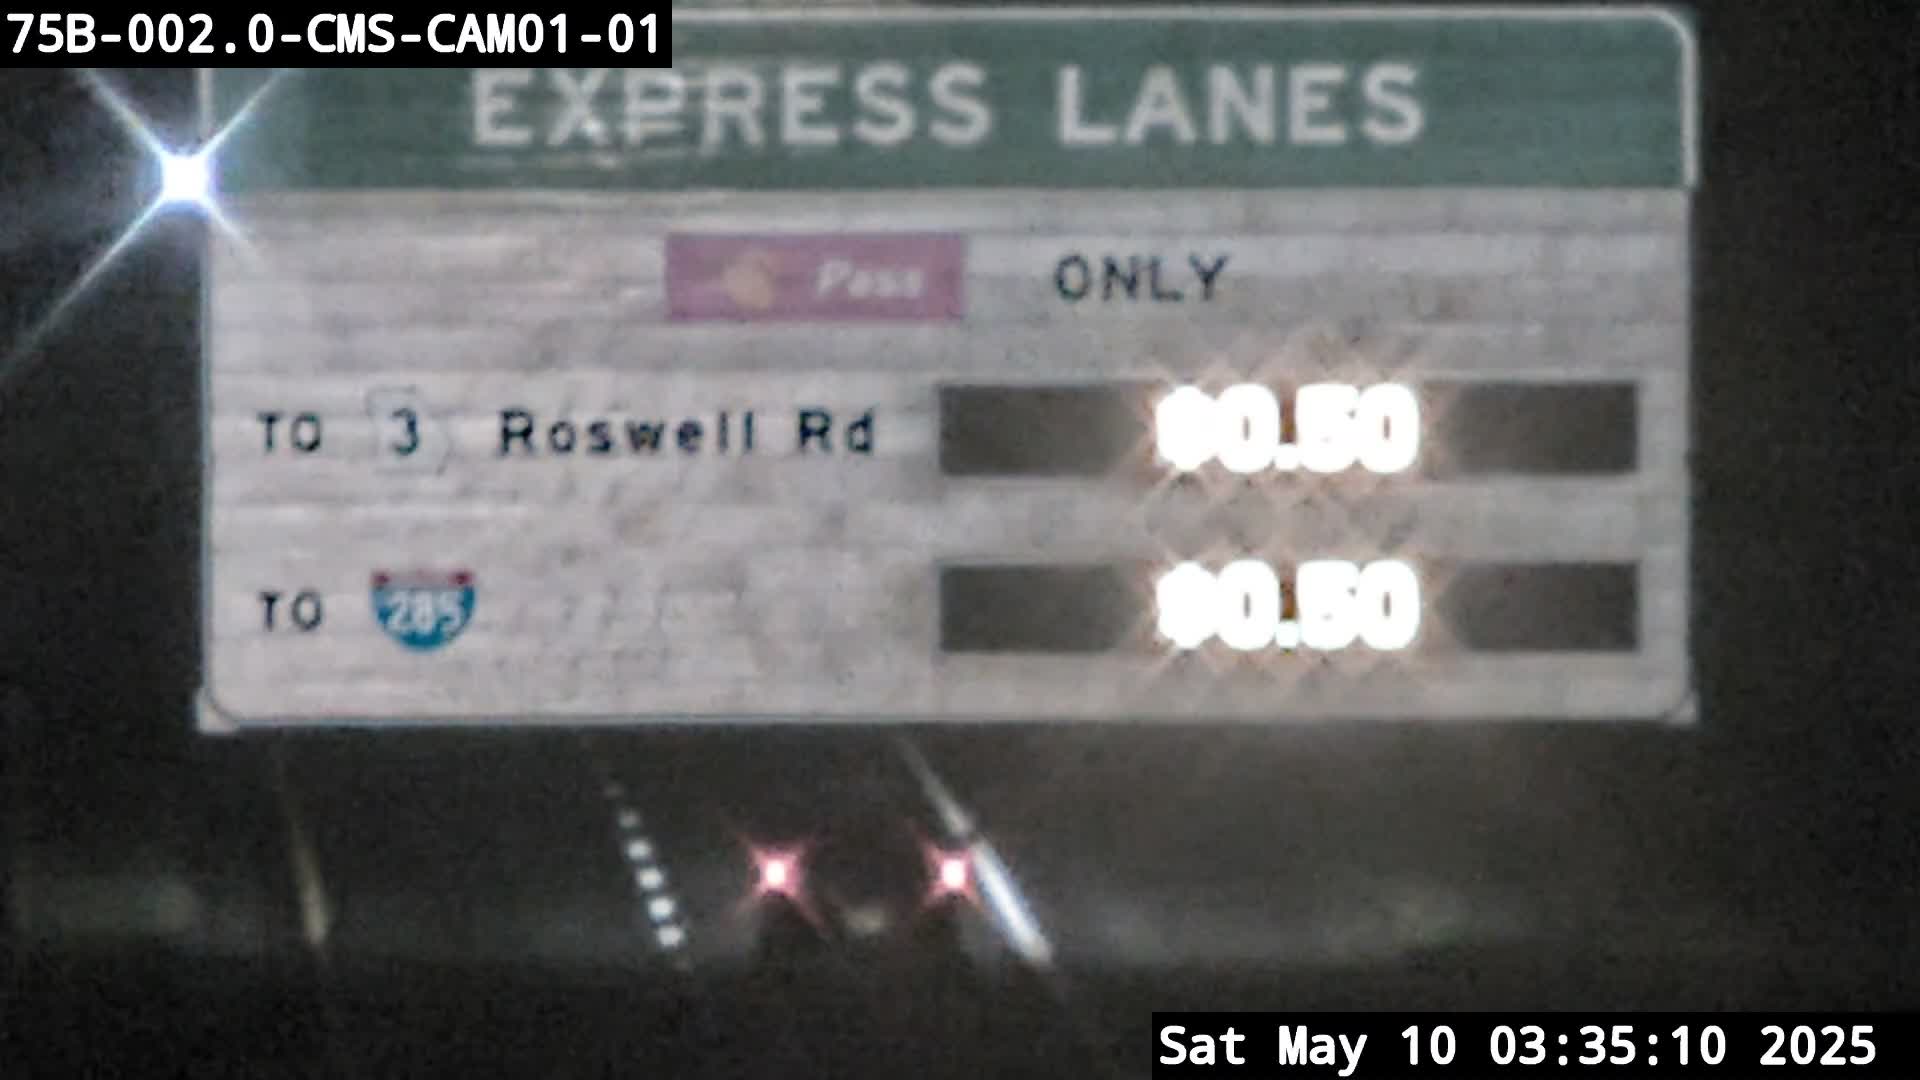 75B-002.0-CMS-CAM01-01
EXPRESS LANES
Pass ONLY
TO 3 Roswell Rd $0.50
TO 285 $0.50
Sat May 10 03:35:10 2025